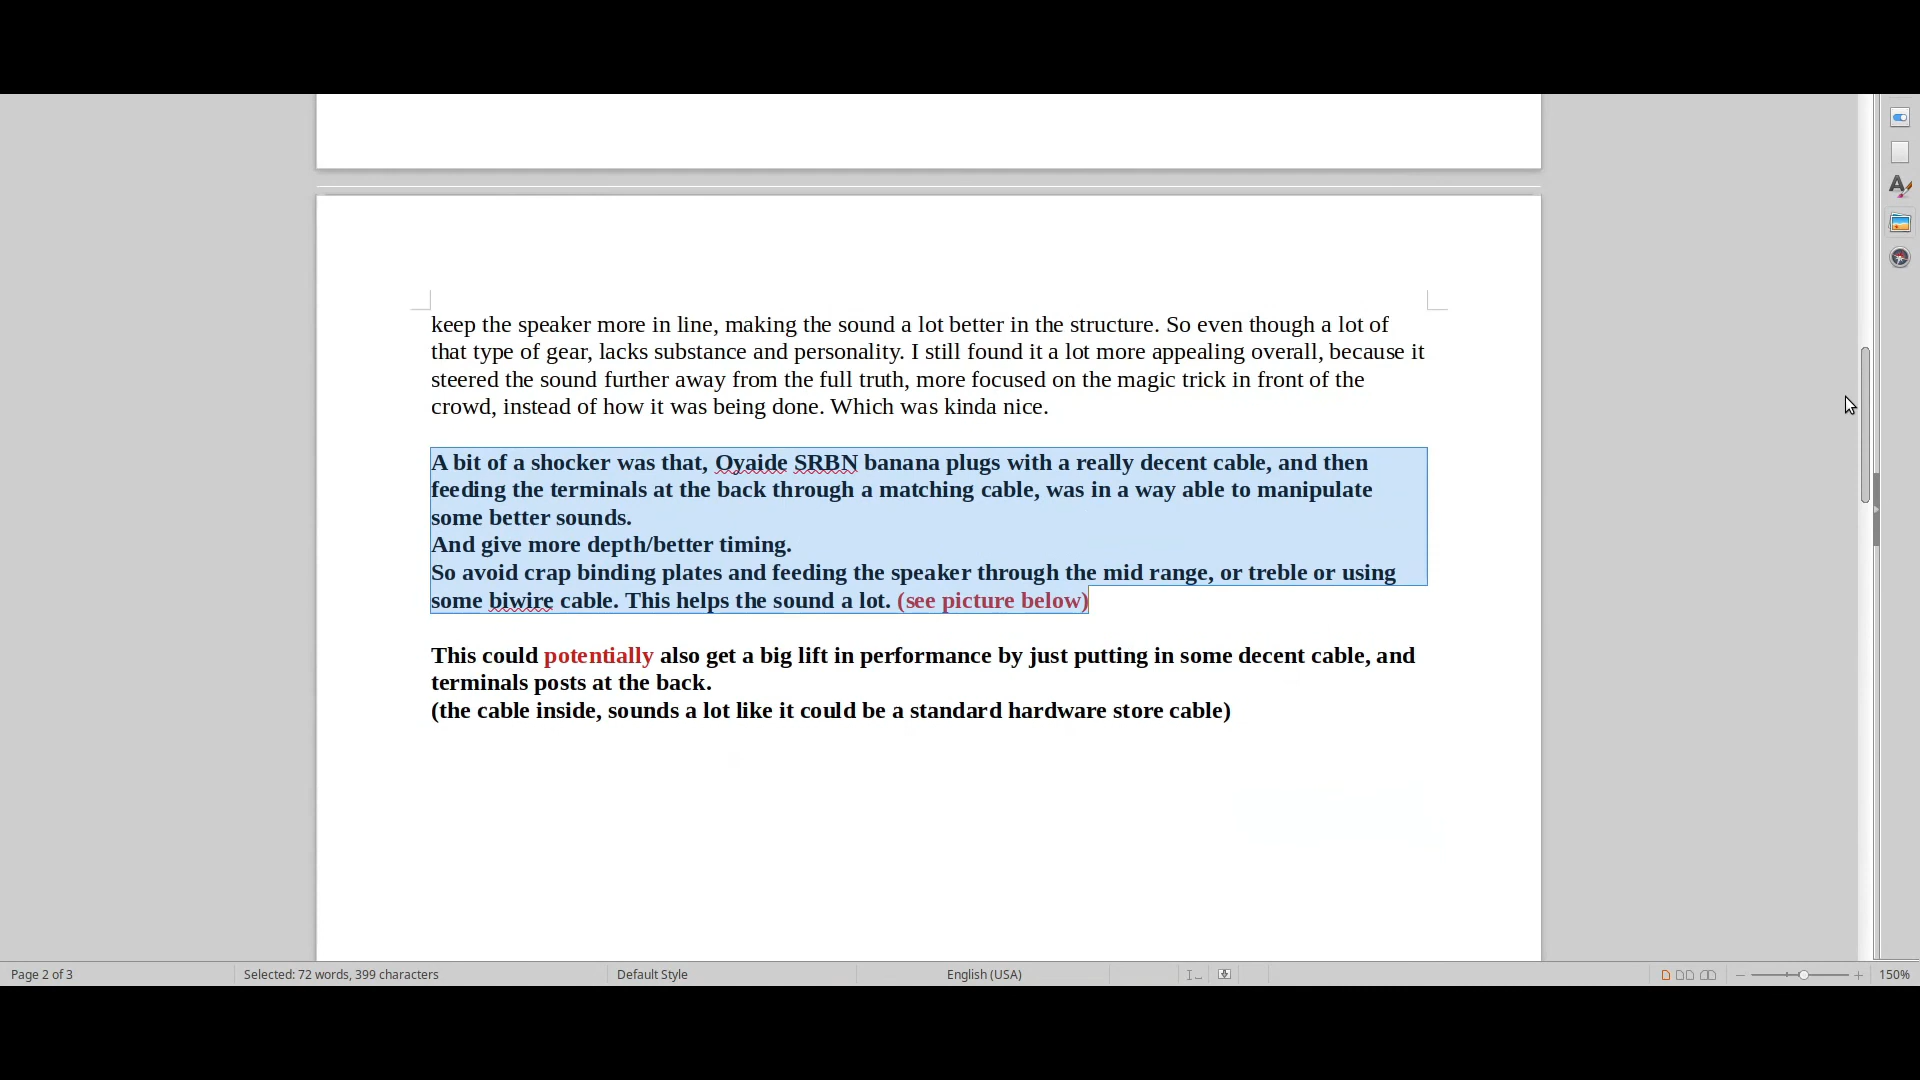 keep the speaker more in line, making the sound a lot better in the structure. So even though a lot of
that type of gear, lacks substance and personality. I still found it a lot more appealing overall, because it
steered the sound further away from the full truth, more focused on the magic trick in front of the
crowd, instead of how it was being done. Which was kinda nice.
A bit of a shocker was that, Oyaide SRBN banana plugs with a really decent cable, and then
feeding the terminals at the back through a matching cable, was in a way able to manipulate
some better sounds.
And give more depth/better timing.
So avoid crap binding plates and feeding the speaker through the mid range, or treble or using
some biwire cable. This helps the sound a lot. (see picture below)
This could potentially also get a big lift in performance by just putting in some decent cable, and
terminals posts at the back.
(the cable inside, sounds a lot like it could be a standard hardware store cable)
Page 2 of 3
Selected: 72 words, 399 characters
Default Style
English (USA)
150%